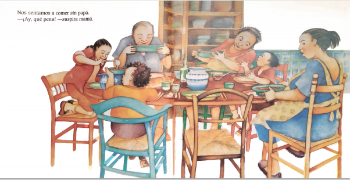 Nos sentamos a comer sin papá.
—¡Ay, qué pena! —suspira mamá.